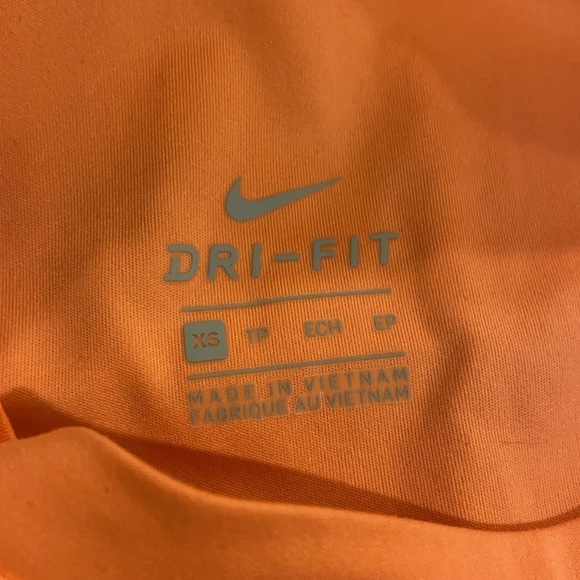 DRI-FIT
XS TP ECH EP
MADE IN VIETNAM
FABRIQUE AU VIETNAM